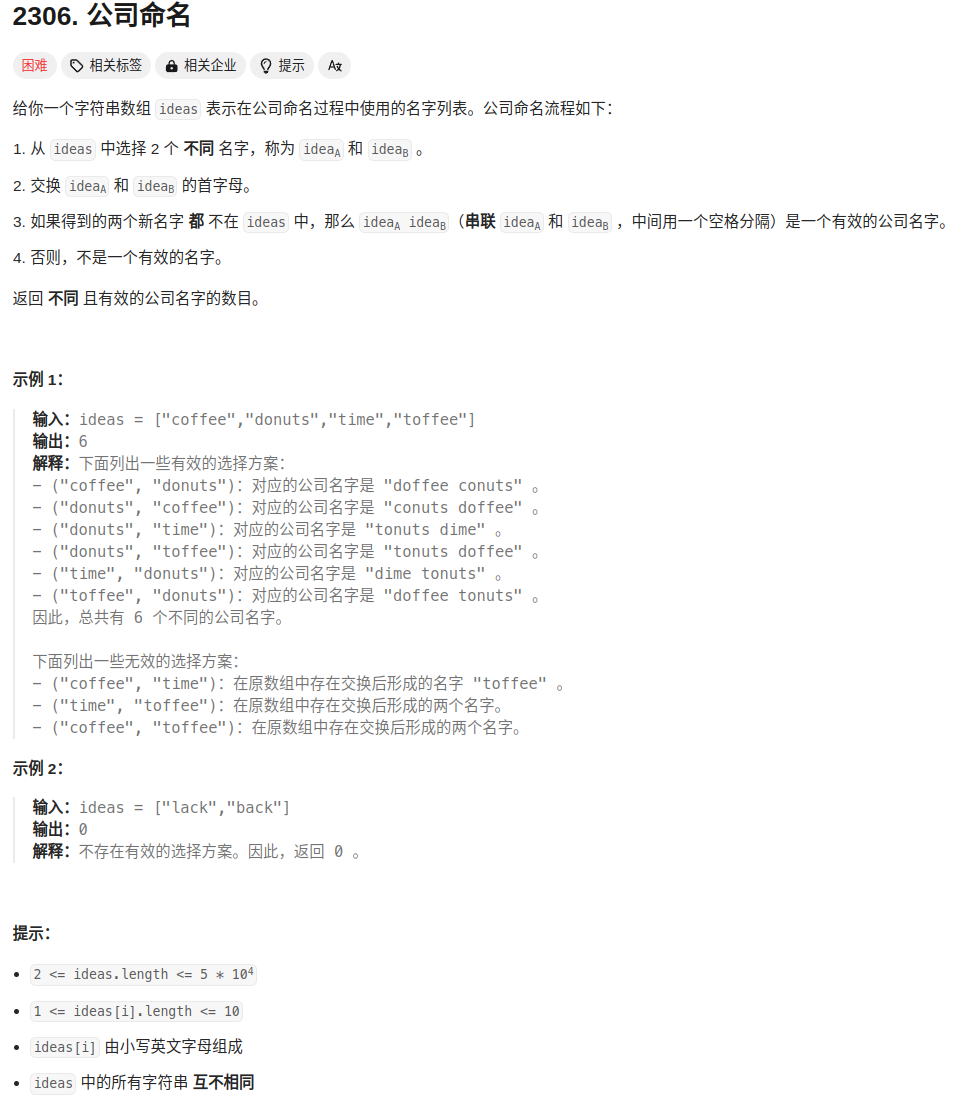 2306. 公司命名
困难 相关标签 相关企业 提示 A文
给你一个字符串数组 ideas 表示在公司命名过程中使用的名字列表。公司命名流程如下：
1. 从 ideas 中选择 2 个 不同 名字，称为 ideaA 和 ideaB 。
2. 交换 ideaA 和 ideaB 的首字母。
3. 如果得到的两个新名字 都 不在 ideas 中，那么 ideaA ideaB（串联 ideaA 和 ideaB ，中间用一个空格分隔）是一个有效的公司名字。
4. 否则，不是一个有效的名字。
返回 不同 且有效的公司名字的数目。
示例 1：
输入：ideas = ["coffee","donuts","time","toffee"]
输出：6
解释：下面列出一些有效的选择方案：
- ("coffee", "donuts")：对应的公司名字是 "doffee conuts" 。
- ("donuts", "coffee")：对应的公司名字是 "conuts doffee" 。
- ("donuts", "time")：对应的公司名字是 "tonuts dime" 。
- ("donuts", "toffee")：对应的公司名字是 "tonuts doffee" 。
- ("time", "donuts")：对应的公司名字是 "dime tonuts" 。
- ("toffee", "donuts")：对应的公司名字是 "doffee tonuts" 。
因此，总共有 6 个不同的公司名字。
下面列出一些无效的选择方案：
- ("coffee", "time")：在原数组中存在交换后形成的名字 "toffee" 。
- ("time", "toffee")：在原数组中存在交换后形成的两个名字。
- ("coffee", "toffee")：在原数组中存在交换后形成的两个名字。
示例 2：
输入：ideas = ["lack","back"]
输出：0
解释：不存在有效的选择方案。因此，返回 0 。
提示：
• 2 <= ideas.length <= 5 * 10⁴
• 1 <= ideas[i].length <= 10
• ideas[i] 由小写英文字母组成
• ideas 中的所有字符串 互不相同